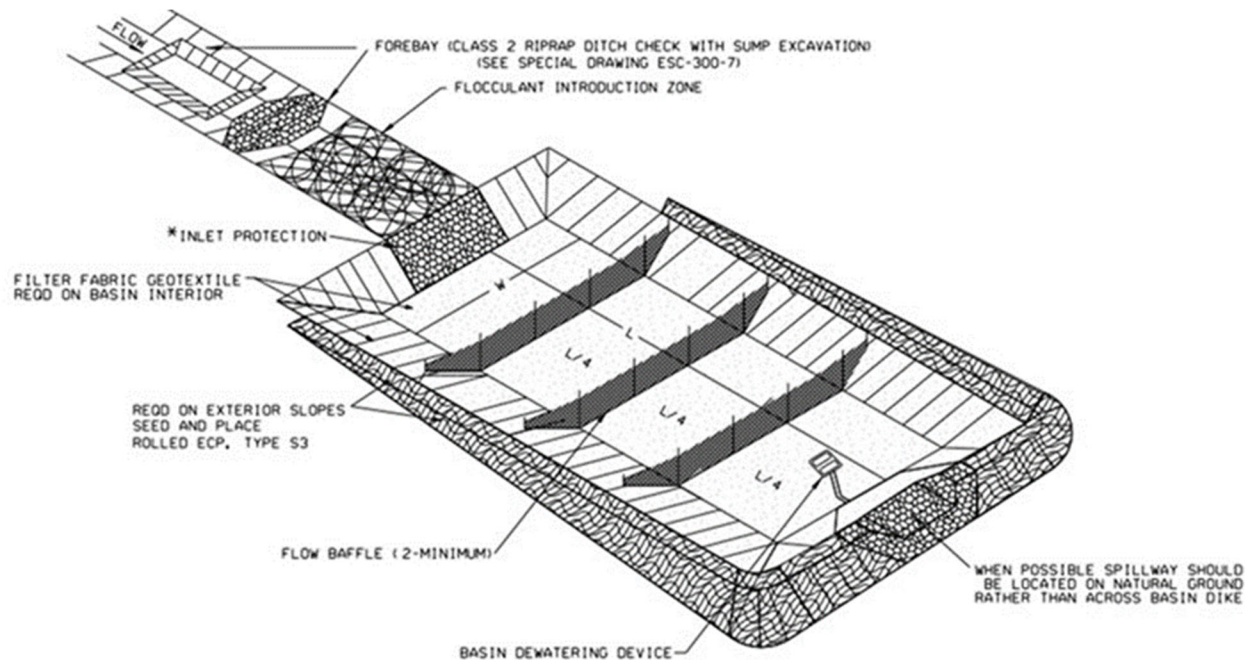 FLOW
FOREBAY (CLASS 2 RIPRAP DITCH CHECK WITH SUMP EXCAVATION)
(SEE SPECIAL DRAWING ESC-300-7)
FLOCCULANT INTRODUCTION ZONE
*INLET PROTECTION
FILTER FABRIC GEOTEXTILE
REQD ON BASIN INTERIOR
W
L
L/4
L/4
L/4
REQD ON EXTERIOR SLOPES
SEED AND PLACE
ROLLED ECP, TYPE S3
FLOW BAFFLE (2-MINIMUM)
WHEN POSSIBLE SPILLWAY SHOULD
BE LOCATED ON NATURAL GROUND
RATHER THAN ACROSS BASIN DIKE
BASIN DEWATERING DEVICE